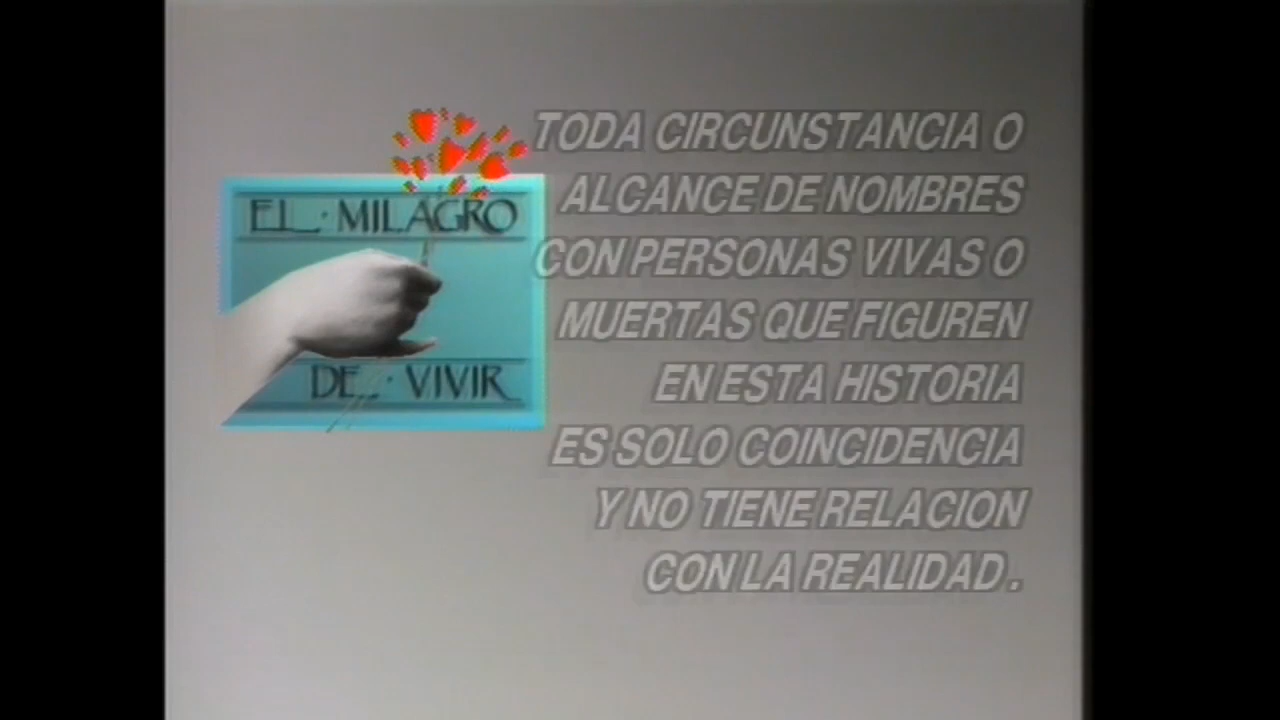 EL · MILAGRO
DE · VIVIR
TODA CIRCUNSTANCIA O
ALCANCE DE NOMBRES
CON PERSONAS VIVAS O
MUERTAS QUE FIGUREN
EN ESTA HISTORIA
ES SOLO COINCIDENCIA
Y NO TIENE RELACION
CON LA REALIDAD.